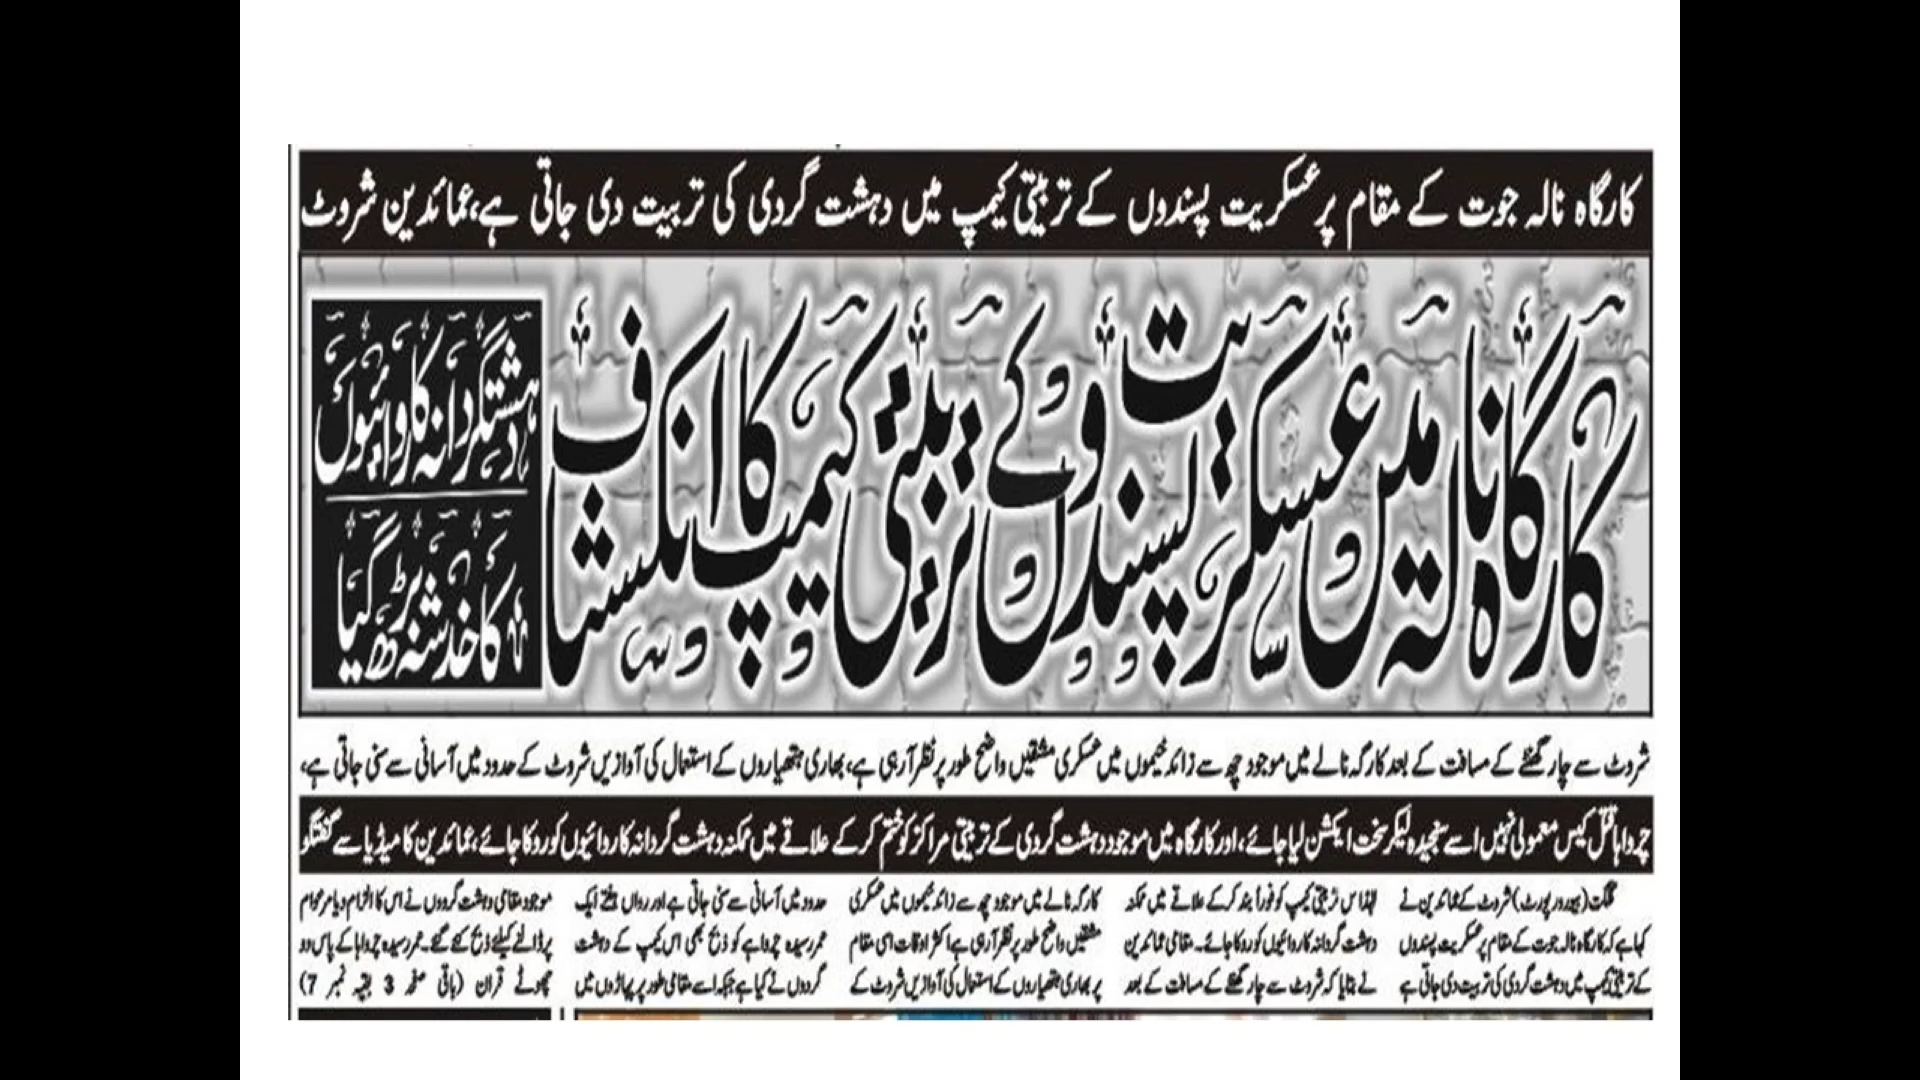 کارگاہ نالہ جوت کے مقام پر عسکریت پسندوں کے تربیتی کیمپ میں دہشت گردی کی تربیت دی جاتی ہے، عمائدین شروٹ
کارگاہ نالہ میں عسکریت پسندوں کے تربیتی کیمپ کا انکشاف
دہشتگردانہ کاروائیوں
کا خدشہ بڑھ گیا
شروٹ سے چار گھنٹے کے مسافت کے بعد کارگہ نالے میں موجود چھ سے زائد خیموں میں عسکری مشقیں واضح طور پر نظر آرہی ہے، بھاری ہتھیاروں کے استعمال کی آوازیں شروٹ کے حدود میں آسانی سے سنی جاتی ہے،
چرواہا قتل کیس معمولی نہیں اسے سنجیدہ لیکر سخت ایکشن لیا جائے، اور کارگاہ میں موجود دہشت گردی کے تربیتی مراکز کو ختم کر کے علاقے میں ممکنہ دہشت گردانہ کاروائیوں کو روکا جائے، عمائدین کا میڈیا سے گفتگو
گلگت (بیورو رپورٹ) شروٹ کے عمائدین نے
کہا ہے کہ کارگاہ نالہ جوت کے مقام پر عسکریت پسندوں
کے تربیتی کیمپ میں دہشت گردی کی تربیت دی جاتی ہے
لہذا اس تربیتی کیمپ کو فوراً بند کر کے علاقے میں ممکنہ
دہشت گردانہ کاروائیوں کو روکا جائے۔ مقامی عمائدین
نے بتایا کہ شروٹ سے چار گھنٹے کے مسافت کے بعد
کارگہ نالے میں موجود چھ سے زائد خیموں میں عسکری
مشقیں واضح طور پر نظر آرہی ہے اکثر اوقات اسی مقام
پر بھاری ہتھیاروں کے استعمال کی آوازیں شروٹ کے
حدود میں آسانی سے سنی جاتی ہے اور رواں ہفتے ایک
عمر رسیدہ چرواہے کو ذبح بھی اس کیمپ کے دہشت
گردوں نے کیا ہے جبکہ اسے مقامی طور پر پہاڑوں میں
موجود مقامی دہشت گردوں نے اس کا الزام دیامر عوام
پر ڈالنے کیلئے ذبح کئے گئے۔ عمر رسیدہ چرواہا کے پاس دو
چھوٹے قرآن (باقی صفحہ 3 بقیہ نمبر 7)